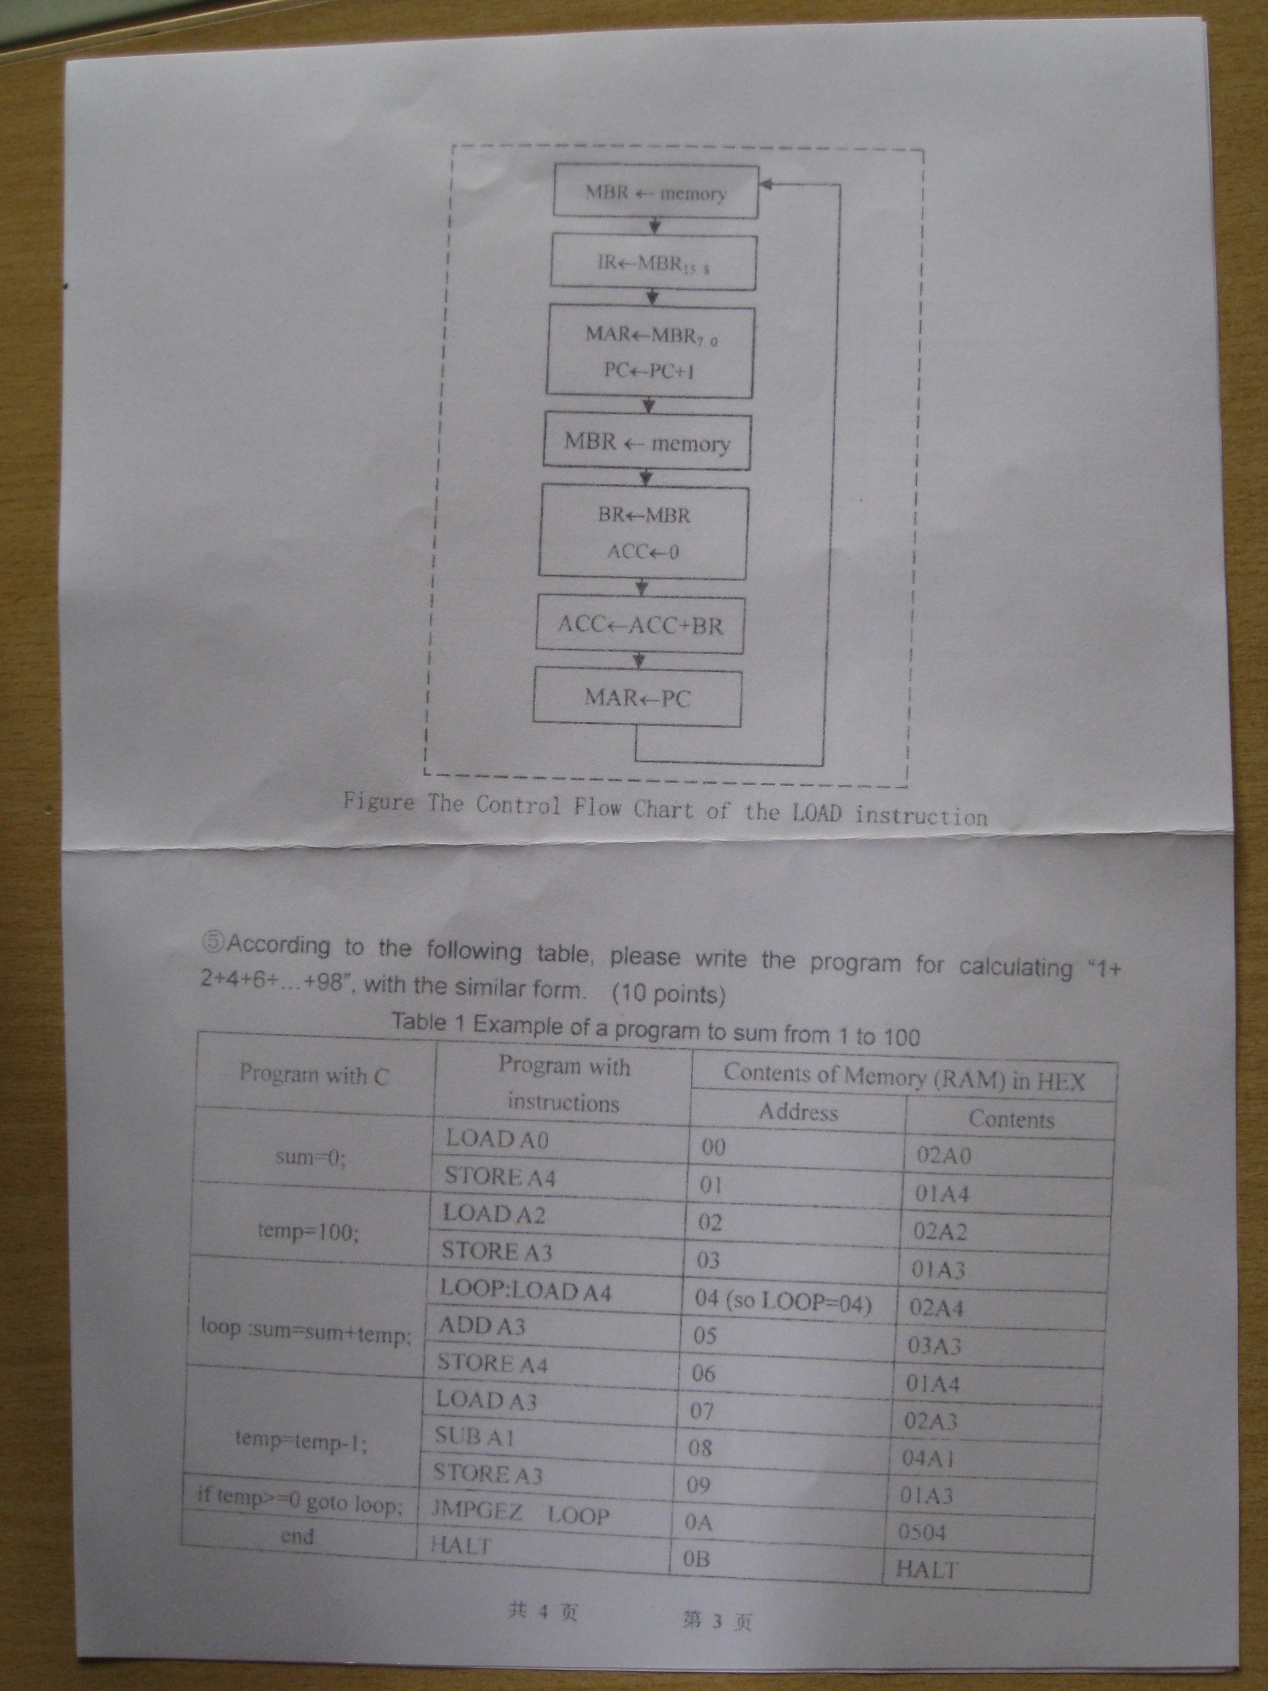 MBR ← memory
IR←MBR15 8
MAR←MBR7 0
PC←PC+1
MBR ← memory
BR←MBR
ACC←0
ACC←ACC+BR
MAR←PC
Figure The Control Flow Chart of the LOAD instruction
⑤According to the following table, please write the program for calculating “1+
2+4+6+…+98”, with the similar form. (10 points)
Table 1 Example of a program to sum from 1 to 100
Program with C
Program with
instructions
Contents of Memory (RAM) in HEX
Address
Contents
sum=0;
LOAD A0
00
02A0
STORE A4
01
01A4
temp=100;
LOAD A2
02
02A2
STORE A3
03
01A3
loop :sum=sum+temp;
LOOP:LOAD A4
04 (so LOOP=04)
02A4
ADD A3
05
03A3
STORE A4
06
01A4
temp=temp-1;
LOAD A3
07
02A3
SUB A1
08
04A1
STORE A3
09
01A3
if temp>=0 goto loop;
JMPGEZ LOOP
0A
0504
end
HALT
0B
HALT
共 4 页 第 3 页